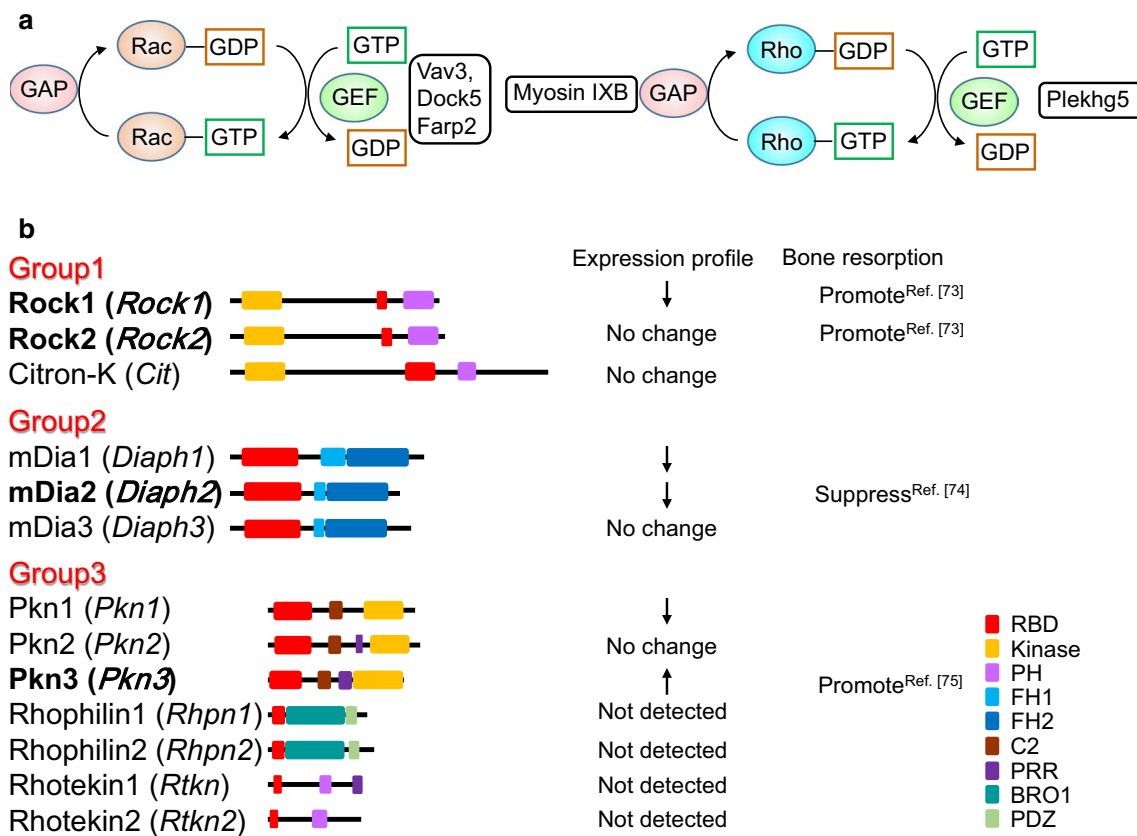 a
Rac GDP GTP
GAP GEF Vav3, Dock5 Farp2
Rac GTP GDP
Myosin IXB GAP
Rho GDP GTP
GEF Plekhg5
Rho GTP GDP
b
Expression profile Bone resorption
Group1
Rock1 (Rock1) ↓ Promote Ref. [73]
Rock2 (Rock2) No change Promote Ref. [73]
Citron-K (Cit) No change
Group2
mDia1 (Diaph1) ↓
mDia2 (Diaph2) ↓ Suppress Ref. [74]
mDia3 (Diaph3) No change
Group3
Pkn1 (Pkn1) ↓
Pkn2 (Pkn2) No change
Pkn3 (Pkn3) ↑ Promote Ref. [75]
Rhophilin1 (Rhpn1) Not detected
Rhophilin2 (Rhpn2) Not detected
Rhotekin1 (Rtkn) Not detected
Rhotekin2 (Rtkn2) Not detected
RBD
Kinase
PH
FH1
FH2
C2
PRR
BRO1
PDZ